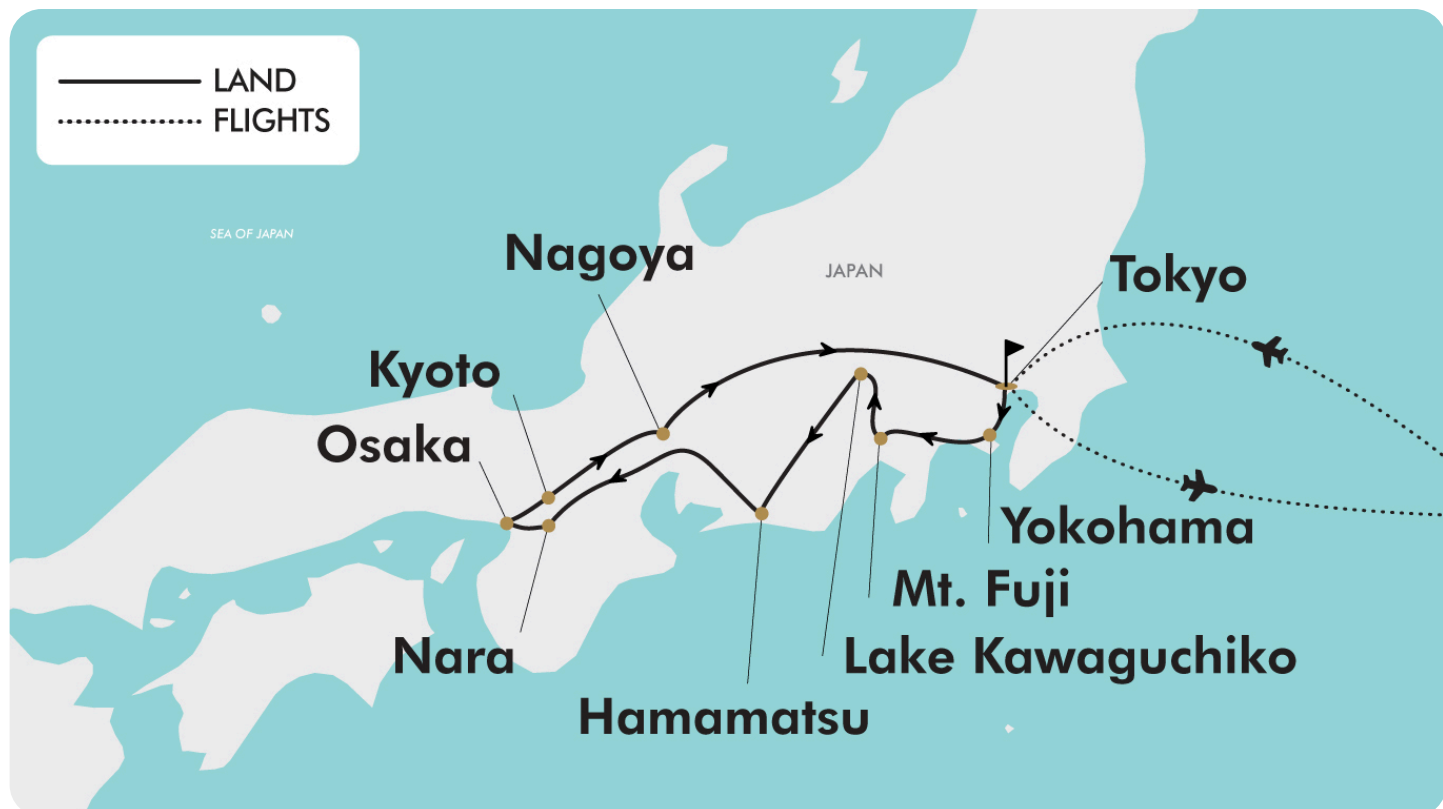 LAND
FLIGHTS
SEA OF JAPAN
Nagoya
JAPAN
Tokyo
Kyoto
Osaka
Yokohama
Mt. Fuji
Nara
Lake Kawaguchiko
Hamamatsu